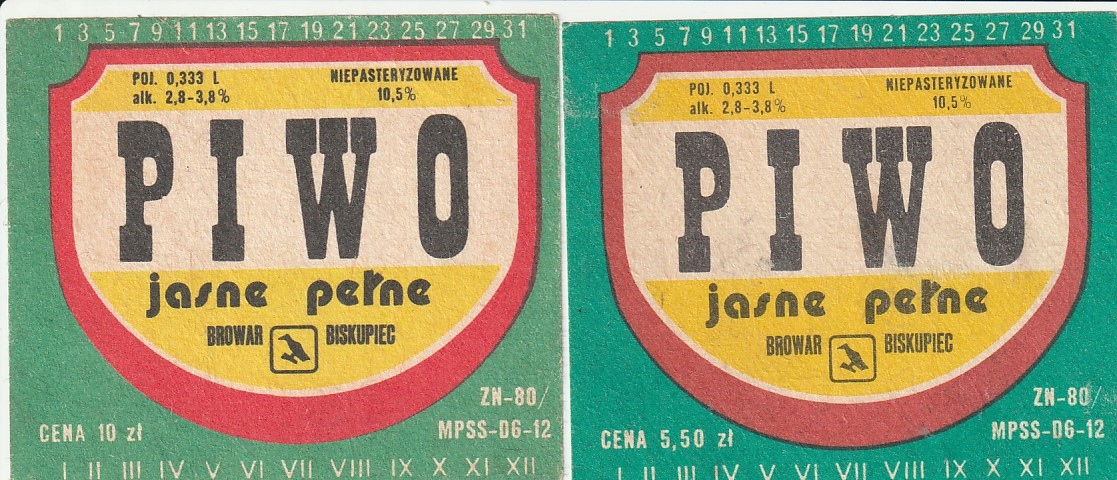 1 3 5-7 9 11 13 15 17 19 21 23 25 27 29 31
POJ. 0,333 L
alk. 2,8-3,8%
NIEPASTERYZOWANE
10,5%
PIWO
jasne pełne
BROWAR BISKUPIEC
ZN-80/
MPSS-D6-12
CENA 10 zł
I II III IV V VI VII VIII IX X XI XII
1 3 5 7 9 11 13 15 17 19 21 23 25 27 29 31
POJ. 0,333 L
alk. 2,8-3,8%
NIEPASTERYZOWANE
10,5%
PIWO
jasne pełne
BROWAR BISKUPIEC
ZN-80/
MPSS-D6-12
CENA 5,50 zł
I II III IV V VI VII VIII IX X XI XII